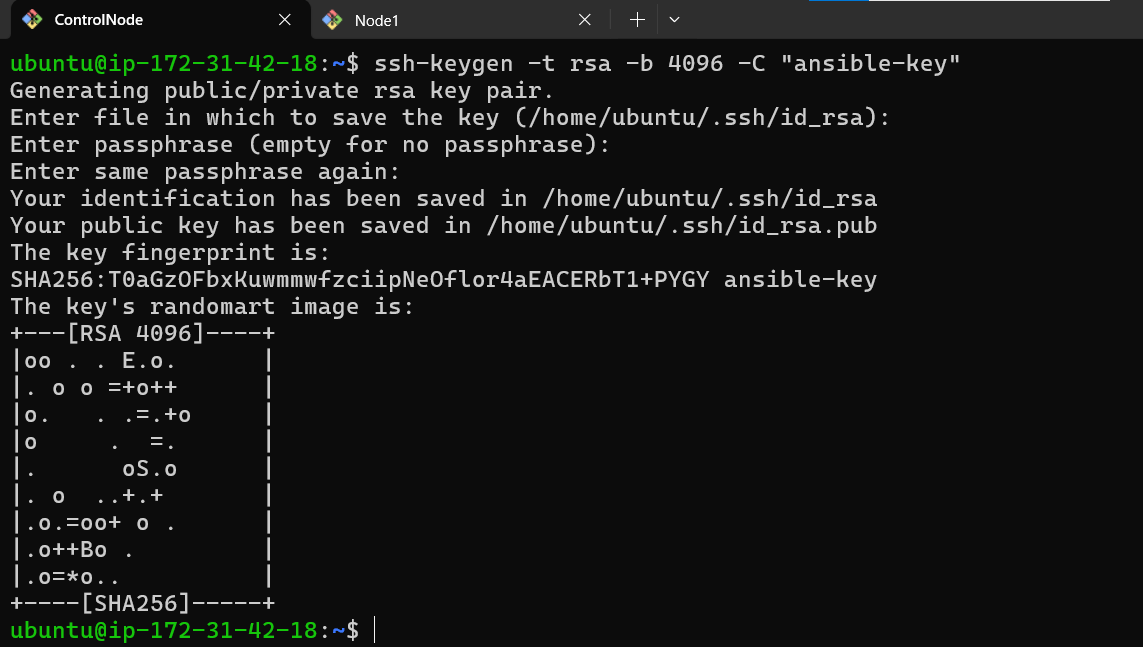 ControlNode
Node1
ubuntu@ip-172-31-42-18:~$ ssh-keygen -t rsa -b 4096 -C "ansible-key"
Generating public/private rsa key pair.
Enter file in which to save the key (/home/ubuntu/.ssh/id_rsa):
Enter passphrase (empty for no passphrase):
Enter same passphrase again:
Your identification has been saved in /home/ubuntu/.ssh/id_rsa
Your public key has been saved in /home/ubuntu/.ssh/id_rsa.pub
The key fingerprint is:
SHA256:T0aGzOFbxKuwmmwfzciipNeOflor4aEACERbT1+PYGY ansible-key
The key's randomart image is:
+---[RSA 4096]----+
|oo . . E.o.      |
|. o o =+o++      |
|o.   . .=.+o     |
|o     .  =.      |
|.      oS.o      |
|. o  ..+.+       |
|.o.=oo+ o .      |
|.o++Bo .         |
|.o=*o..          |
+----[SHA256]-----+
ubuntu@ip-172-31-42-18:~$